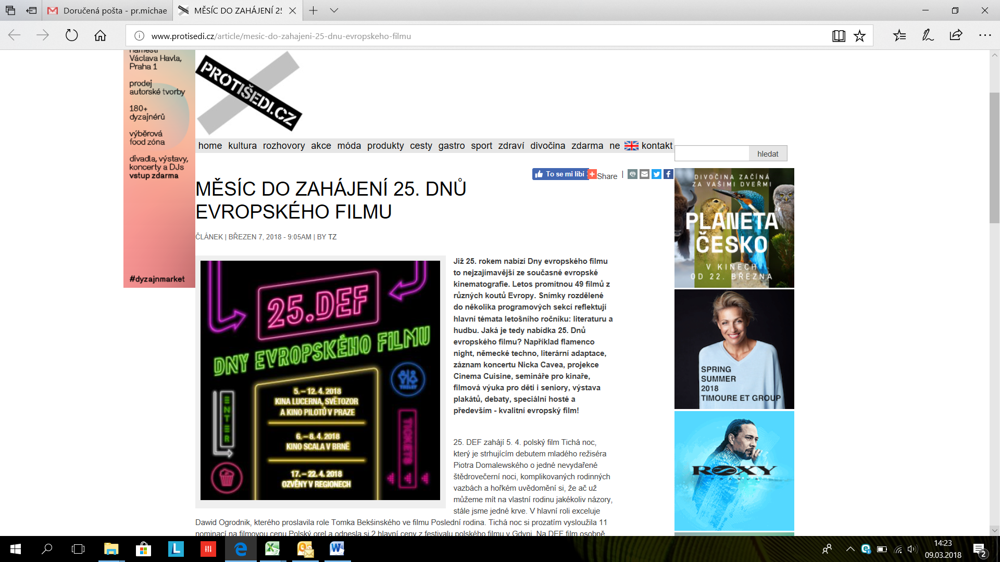 Doručená pošta - pr.michae
MĚSÍC DO ZAHÁJENÍ 25
www.protisedi.cz/article/mesic-do-zahajeni-25-dnu-evropskeho-filmu
náměstí
Václava Havla,
Praha 1
prodej
autorské tvorby
180+
dyzajnérů
výběrová
food zóna
divadla, výstavy,
koncerty a DJs
vstup zdarma
#dyzajnmarket
PROTIŠEDI.CZ
home kultura rozhovory akce móda produkty cesty gastro sport zdraví divočina zdarma ne kontakt
hledat
To se mi líbí
Share |
MĚSÍC DO ZAHÁJENÍ 25. DNŮ
EVROPSKÉHO FILMU
ČLÁNEK | BŘEZEN 7, 2018 - 9:05AM | BY TZ
25.DEF
DNY EVROPSKÉHO FILMU
ENTER
TOILET
TICKETS
5. – 12. 4. 2018
KINA LUCERNA, SVĚTOZOR
A KINO PILOTŮ V PRAZE
6. – 8. 4. 2018
KINO SCALA V BRNĚ
17. – 22. 4. 2018
OZVĚNY V REGIONECH
Již 25. rokem nabízí Dny evropského filmu
to nejzajímavější ze současné evropské
kinematografie. Letos promítnou 49 filmů z
různých koutů Evropy. Snímky rozdělené
do několika programových sekcí reflektují
hlavní témata letošního ročníku: literaturu a
hudbu. Jaká je tedy nabídka 25. Dnů
evropského filmu? Například flamenco
night, německé techno, literární adaptace,
záznam koncertu Nicka Cavea, projekce
Cinema Cuisine, semináře pro kinaře,
filmová výuka pro děti i seniory, výstava
plakátů, debaty, speciální hosté a
především - kvalitní evropský film!
25. DEF zahájí 5. 4. polský film Tichá noc,
který je strhujícím debutem mladého režiséra
Piotra Domalewského o jedné nevydařené
štědrovečerní noci, komplikovaných rodinných
vazbách a hořkém uvědomění si, že ač už
můžeme mít na vlastní rodinu jakékoliv názory,
stále jsme jedné krve. V hlavní roli exceluje
Dawid Ogrodnik, kterého proslavila role Tomka Bekśinského ve filmu Poslední rodina. Tichá noc si prozatím vysloužila 11
nominací na filmovou cenu Polský orel a odnesla si 2 hlavní ceny z festivalu polského filmu v Gdyni. Na DEF film osobně
DIVOČINA ZAČÍNÁ
ZA VAŠIMI DVEŘMI
PLANETA
ČESKO
V KINECH
OD 22. BŘEZNA
SPRING
SUMMER
2018
TIMOURE ET GROUP
ROXY
PRAGUE
14:23
09.03.2018
2